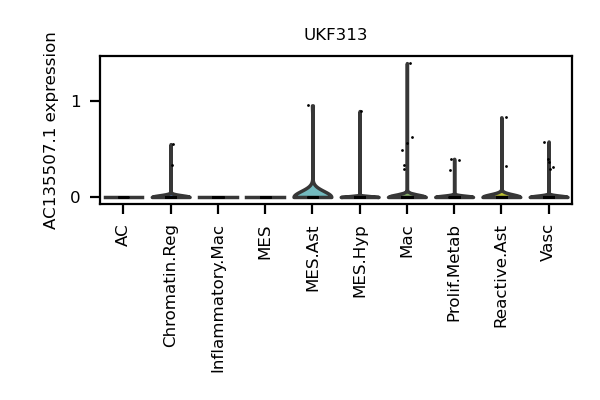 UKF313
AC135507.1 expression
1
0
AC
Chromatin.Reg
Inflammatory.Mac
MES
MES.Ast
MES.Hyp
Mac
Prolif.Metab
Reactive.Ast
Vasc